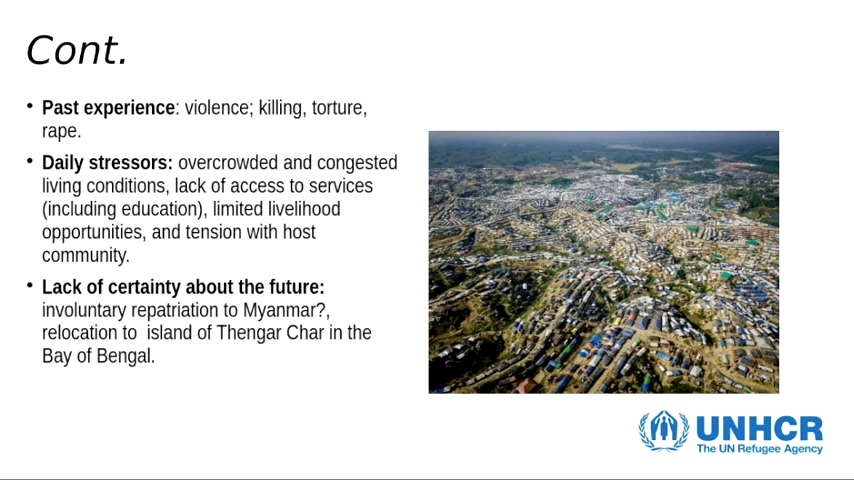 Cont.
• Past experience: violence; killing, torture,
rape.
• Daily stressors: overcrowded and congested
living conditions, lack of access to services
(including education), limited livelihood
opportunities, and tension with host
community.
• Lack of certainty about the future:
involuntary repatriation to Myanmar?,
relocation to  island of Thengar Char in the
Bay of Bengal.
UNHCR
The UN Refugee Agency